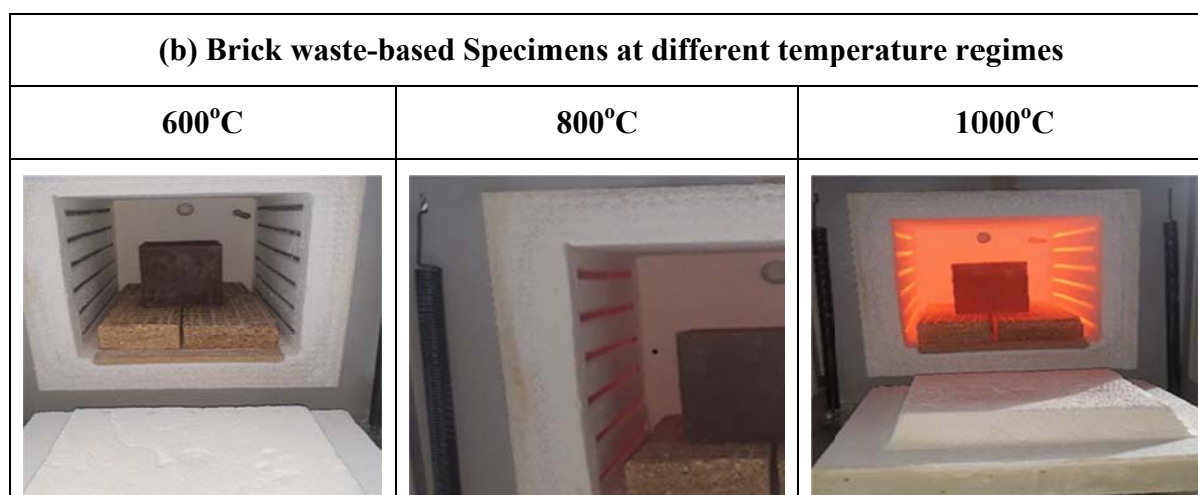 (b) Brick waste-based Specimens at different temperature regimes
600°C
800°C
1000°C